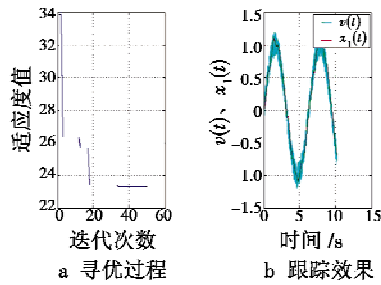 34
32
30
28
26
24
22
0 20 40 60
适应度值
迭代次数
a 寻优过程
1.5
1.0
0.5
0
0.5
1.0
-1.5
0 5 10 15
v(t)
x₁(t)
v(t)、x₁(t)
时间 /s
b 跟踪效果